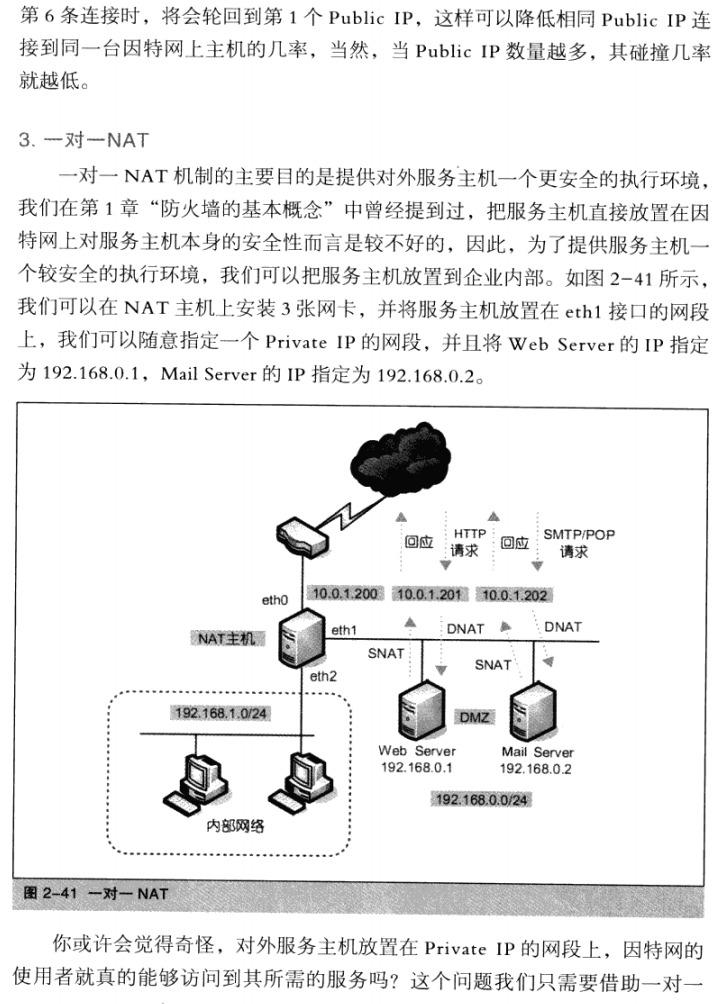 第 6 条连接时，将会轮回到第 1 个 Public IP，这样可以降低相同 Public IP 连
接到同一台因特网上主机的几率，当然，当 Public IP 数量越多，其碰撞几率
就越低。
3. 一对一NAT
一对一 NAT 机制的主要目的是提供对外服务主机一个更安全的执行环境，
我们在第 1 章“防火墙的基本概念”中曾经提到过，把服务主机直接放置在因
特网上对服务主机本身的安全性而言是较不好的，因此，为了提供服务主机一
个较安全的执行环境，我们可以把服务主机放置到企业内部。如图 2-41 所示，
我们可以在 NAT 主机上安装 3 张网卡，并将服务主机放置在 eth1 接口的网段
上，我们可以随意指定一个 Private IP 的网段，并且将 Web Server 的 IP 指定
为 192.168.0.1，Mail Server 的 IP 指定为 192.168.0.2。
回应
HTTP
请求
回应
SMTP/POP
请求
eth0
10.0.1.200
10.0.1.201
10.0.1.202
NAT主机
eth1
DNAT
DNAT
SNAT
SNAT
eth2
192.168.1.0/24
DMZ
Web Server
192.168.0.1
Mail Server
192.168.0.2
192.168.0.0/24
内部网络
图 2-41 一对一 NAT
你或许会觉得奇怪，对外服务主机放置在 Private IP 的网段上，因特网的
使用者就真的能够访问到其所需的服务吗？这个问题我们只需要借助一对一